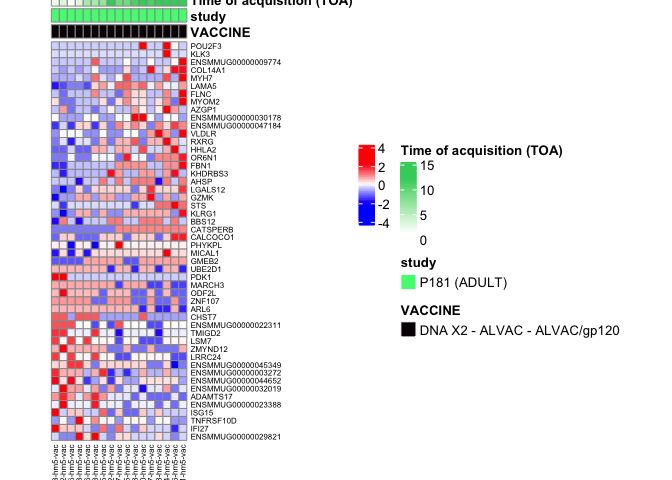 Time of acquisition (TOA)
study
VACCINE
POU2F3
KLK3
ENSMMUG00000009774
COL14A1
MYH7
LAMA5
FLNC
MYOM2
AZGP1
ENSMMUG00000030178
ENSMMUG00000047184
VLDLR
RXRG
HHLA2
OR6N1
FBN1
KHDRBS3
AHSP
LGALS12
GZMK
STS
KLRG1
BBS12
CATSPERB
CALCOCO1
PHYKPL
MICAL1
GMEB2
UBE2D1
PDK1
MARCH3
ODF2L
ZNF107
ARL6
CHST7
ENSMMUG00000022311
TMIGD2
LSM7
ZMYND12
LRRC24
ENSMMUG00000045349
ENSMMUG00000003272
ENSMMUG00000044652
ENSMMUG00000032019
ADAMTS17
ENSMMUG00000023388
ISG15
TNFRSF10D
IFI27
ENSMMUG00000029821
4
2
0
-2
-4
Time of acquisition (TOA)
15
10
5
0
study
P181 (ADULT)
VACCINE
DNA X2 - ALVAC - ALVAC/gp120